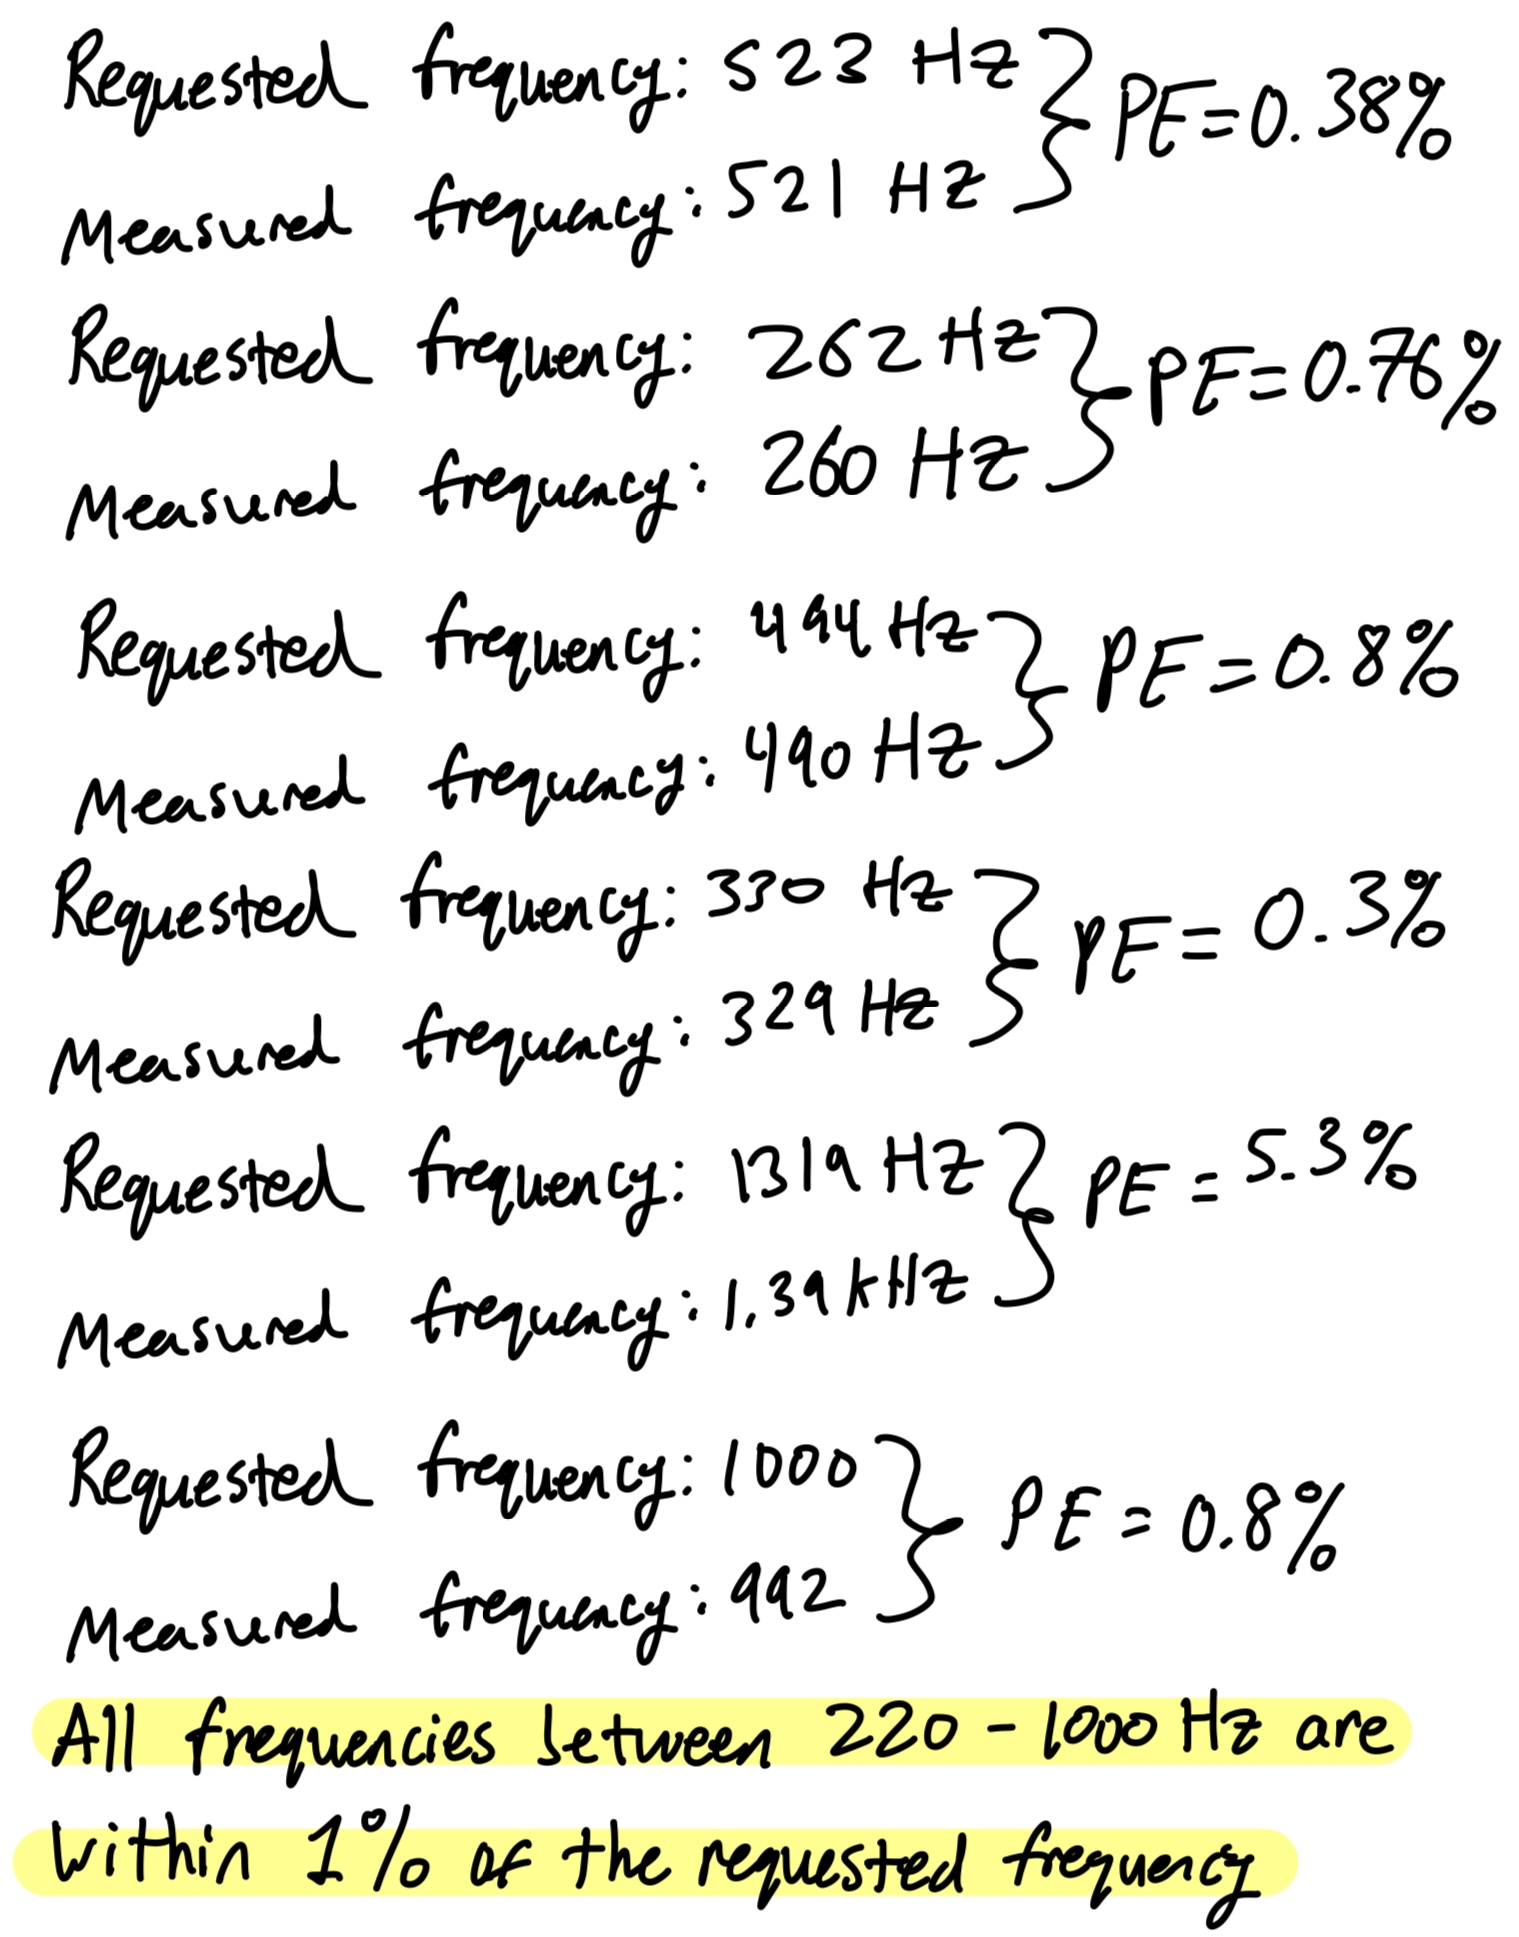 Requested frequency: 523 Hz
Measured frequency: 521 Hz
PE=0.38%
Requested frequency: 262 Hz
Measured frequency: 260 Hz
PE=0.76%
Requested frequency: 494 Hz
Measured frequency: 490 Hz
PE=0.8%
Requested frequency: 330 Hz
Measured frequency: 329 Hz
PE= 0.3%
Requested frequency: 1319 Hz
Measured frequency: 1.39 kHz
PE = 5.3%
Requested frequency: 1000
Measured frequency: 992
PE = 0.8%
All frequencies between 220 - 1000 Hz are
within 1% of the requested frequency